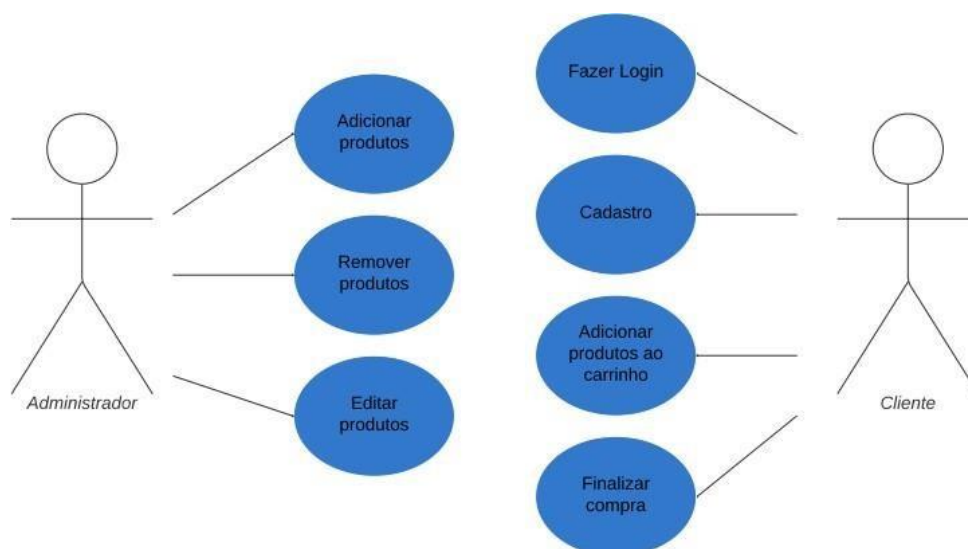 Fazer Login
Adicionar
produtos
Cadastro
Remover
produtos
Adicionar
produtos ao
carrinho
Administrador
Editar
produtos
Cliente
Finalizar
compra